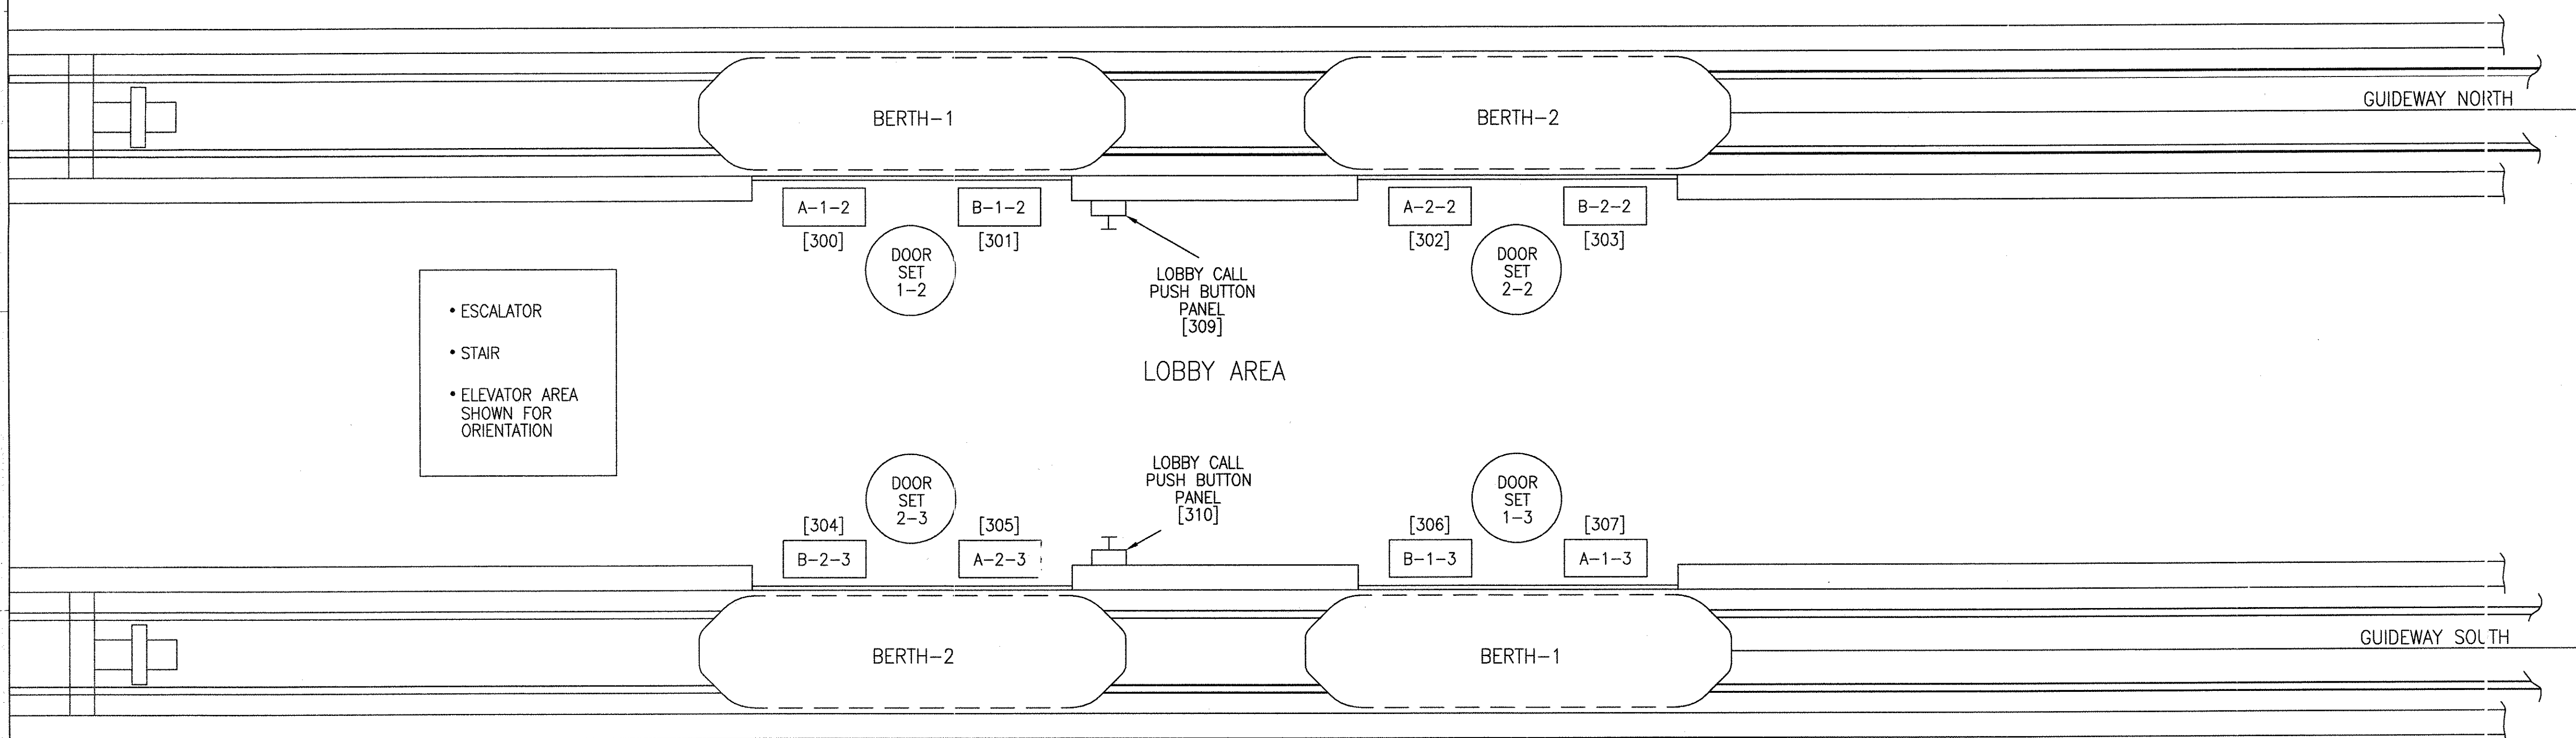 GUIDEWAY NORTH
BERTH-1
BERTH-2
A-1-2
B-1-2
A-2-2
B-2-2
[300]
[301]
[302]
[303]
DOOR
SET
1-2
DOOR
SET
2-2
LOBBY CALL
PUSH BUTTON
PANEL
[309]
• ESCALATOR
• STAIR
• ELEVATOR AREA
SHOWN FOR
ORIENTATION
LOBBY AREA
LOBBY CALL
PUSH BUTTON
PANEL
[310]
DOOR
SET
2-3
DOOR
SET
1-3
[304]
[305]
[306]
[307]
B-2-3
A-2-3
B-1-3
A-1-3
GUIDEWAY SOUTH
BERTH-2
BERTH-1